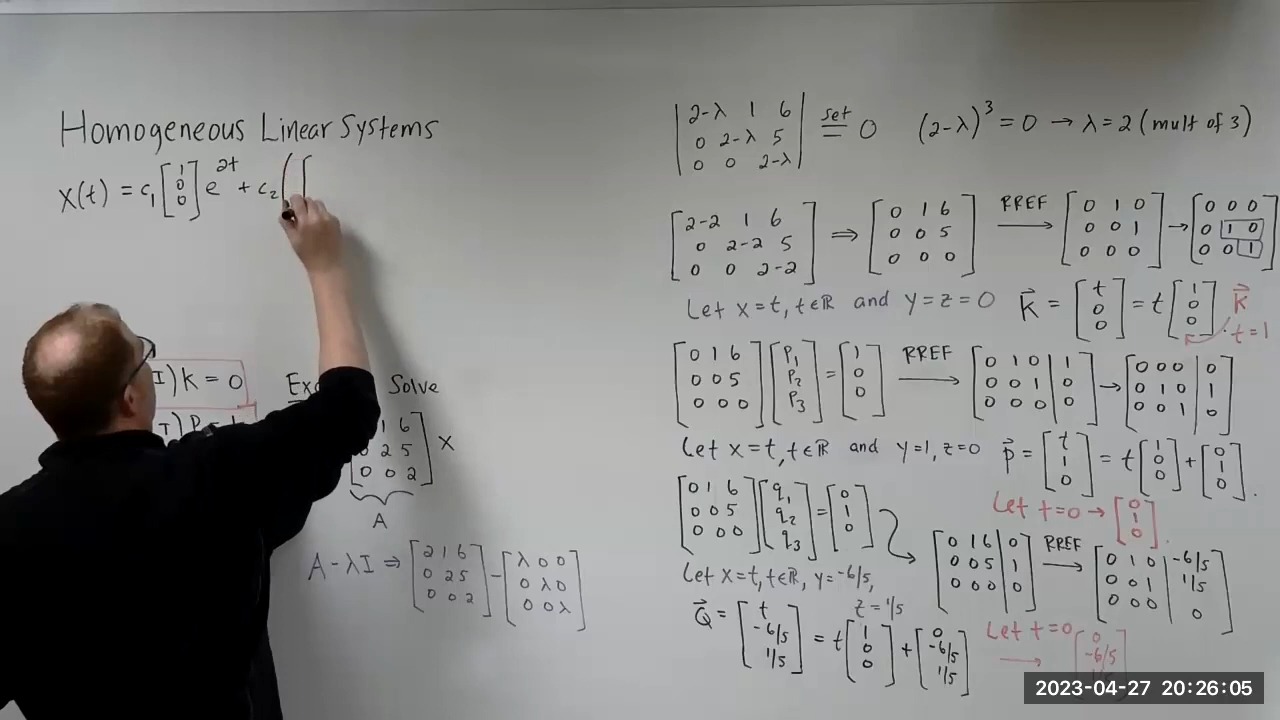 Homogeneous Linear Systems
X(t) = c₁ [1 0 0] e^{2t} + c₂ ( [
I) K = 0
I) P =
Ex Solve
[ 1 6
2 5
0 0 2 ] X
A
A - λI ⇒ [2 1 6
0 2 5
0 0 2] - [λ 0 0
0 λ 0
0 0 λ]
| 2-λ 1 6
0 2-λ 5
0 0 2-λ | set = 0 (2-λ)³ = 0 → λ = 2 (mult of 3)
[2-2 1 6
0 2-2 5
0 0 2-2] ⇒ [0 1 6
0 0 5
0 0 0] RREF → [0 1 0
0 0 1
0 0 0] → [0 0 0
0 1 0
0 0 1]
Let x = t, t ∈ ℝ and y = z = 0 K⃗ = [t 0 0] = t [1 0 0] . K⃗ t = 1
[0 1 6
0 0 5
0 0 0] [P₁ P₂ P₃] = [1 0 0] RREF → [0 1 0 | 1
0 0 1 | 0
0 0 0 | 0] → [0 0 0 | 0
0 1 0 | 1
0 0 1 | 0]
Let x = t, t ∈ ℝ and y = 1, z = 0 p⃗ = [t 1 0] = t [1 0 0] + [0 1 0] .
Let t = 0 → [0 1 0] .
[0 1 6
0 0 5
0 0 0] [q₁ q₂ q₃] = [0 1 0]
[0 1 6 | 0
0 0 5 | 1
0 0 0 | 0] RREF → [0 1 0 | -6/5
0 0 1 | 1/5
0 0 0 | 0]
Let x = t, t ∈ ℝ, y = -6/5,
z = 1/5
Q⃗ = [t -6/5 1/5] = t [1 0 0] + [0 -6/5 1/5]
Let t = 0 → [0 -6/5
2023-04-27 20:26:05